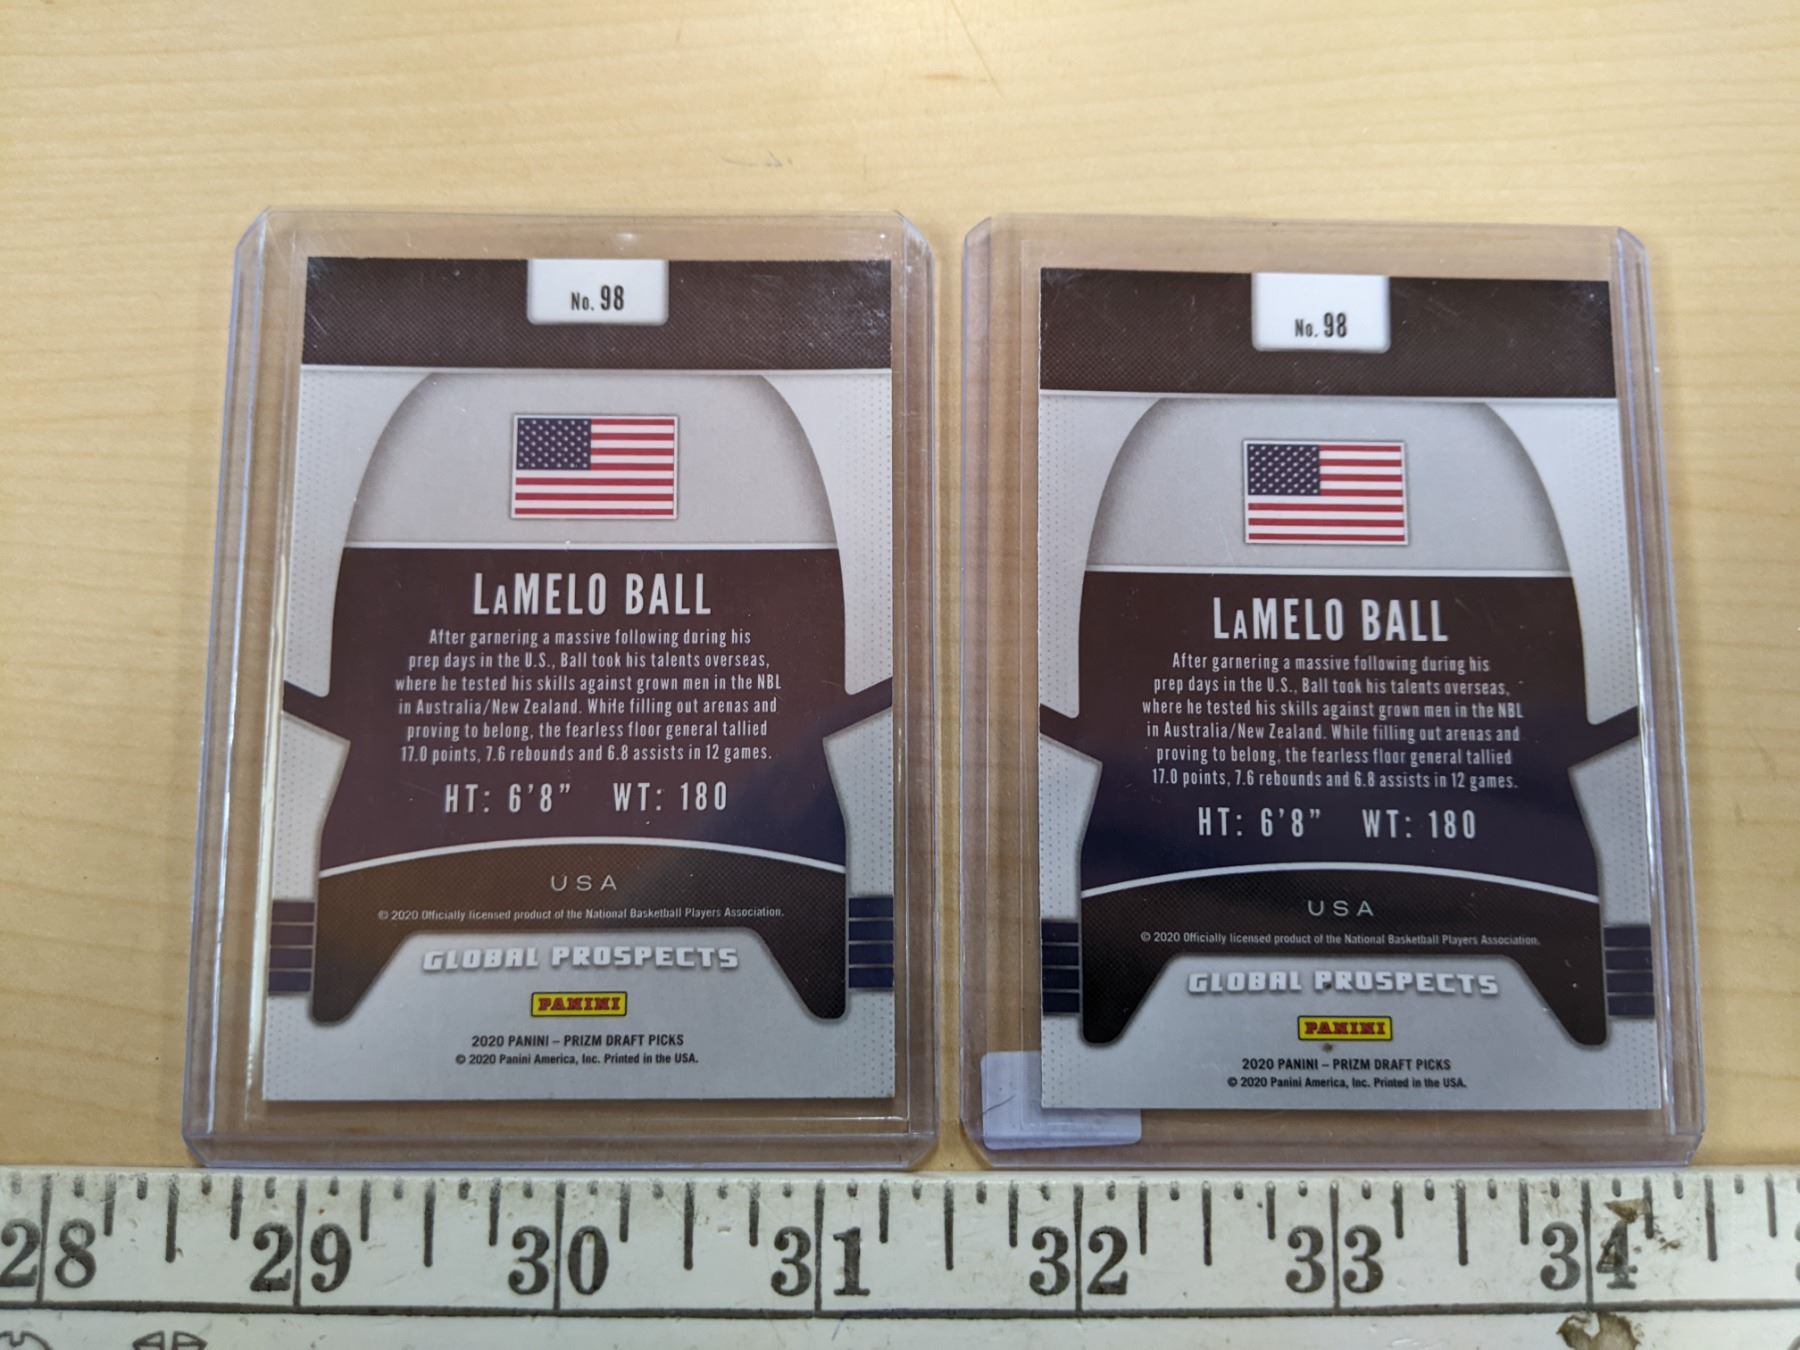 No. 98
LaMELO BALL
After garnering a massive following during his
prep days in the U.S., Ball took his talents overseas,
where he tested his skills against grown men in the NBL
in Australia/New Zealand. While filling out arenas and
proving to belong, the fearless floor general tallied
17.0 points, 7.6 rebounds and 6.8 assists in 12 games.
HT: 6'8" WT: 180
USA
© 2020 Officially licensed product of the National Basketball Players Association.
GLOBAL PROSPECTS
PANINI
2020 PANINI – PRIZM DRAFT PICKS
© 2020 Panini America, Inc. Printed in the USA.
No. 98
LaMELO BALL
After garnering a massive following during his
prep days in the U.S., Ball took his talents overseas,
where he tested his skills against grown men in the NBL
in Australia/New Zealand. While filling out arenas and
proving to belong, the fearless floor general tallied
17.0 points, 7.6 rebounds and 6.8 assists in 12 games.
HT: 6'8" WT: 180
USA
© 2020 Officially licensed product of the National Basketball Players Association.
GLOBAL PROSPECTS
PANINI
2020 PANINI – PRIZM DRAFT PICKS
© 2020 Panini America, Inc. Printed in the USA.
28 29 30 31 32 33 34